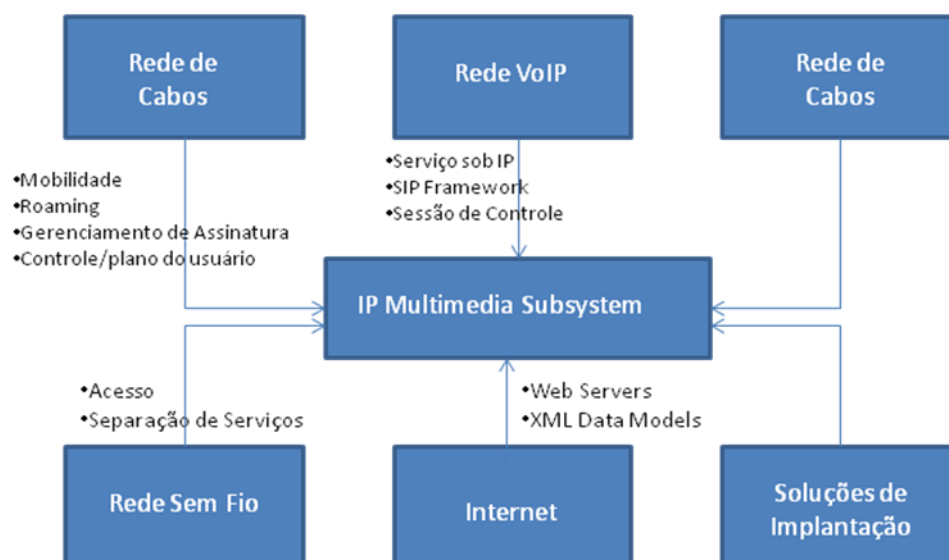 Rede de
Cabos
Rede VoIP
Rede de
Cabos
•Mobilidade
•Roaming
•Gerenciamento de Assinatura
•Controle/plano do usuário
•Serviço sob IP
•SIP Framework
•Sessão de Controle
IP Multimedia Subsystem
•Acesso
•Separação de Serviços
•Web Servers
•XML Data Models
Rede Sem Fio
Internet
Soluções de
Implantação